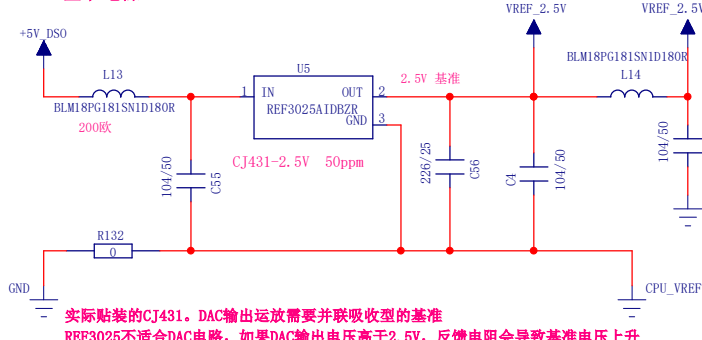 VREF_2.5V
VREF_2.5V
+5V_DSO
L13
BLM18PG181SN1D180R
200欧
U5
1
IN
OUT
2
REF3025AIDBZR
GND
3
CJ431-2.5V 50ppm
2.5V 基准
BLM18PG181SN1D180R
L14
104/50
C55
226/25
C56
C4
104/50
104/50
R132
0
GND
CPU_VREF
实际贴装的CJ431。DAC输出运放需要并联吸收型的基准
REF3025不适合DAC电路，如果DAC输出电压高于2.5V，反馈电阻会导致基准电压上升